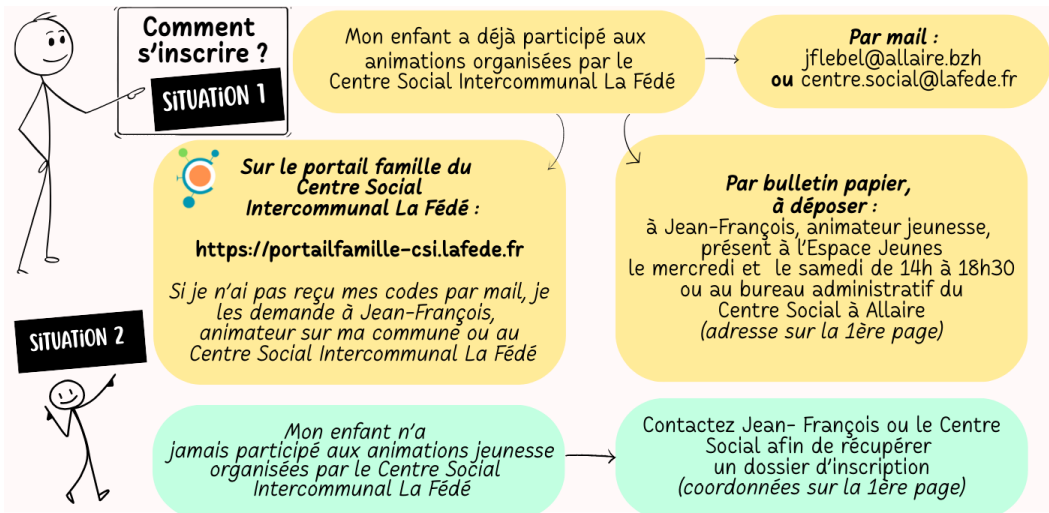 Comment
s'inscrire ?
SITUATION 1
Mon enfant a déjà participé aux
animations organisées par le
Centre Social Intercommunal La Fédé
Par mail :
jflebel@allaire.bzh
ou centre.social@lafede.fr
Sur le portail famille du
Centre Social
Intercommunal La Fédé :
https://portailfamille-csi.lafede.fr
Si je n'ai pas reçu mes codes par mail, je
les demande à Jean-François,
animateur sur ma commune ou au
Centre Social Intercommunal La Fédé
Par bulletin papier,
à déposer :
à Jean-François, animateur jeunesse,
présent à l'Espace Jeunes
le mercredi et le samedi de 14h à 18h30
ou au bureau administratif du
Centre Social à Allaire
(adresse sur la 1ère page)
SITUATION 2
Mon enfant n'a
jamais participé aux animations jeunesse
organisées par le Centre Social
Intercommunal La Fédé
Contactez Jean- François ou le Centre
Social afin de récupérer
un dossier d'inscription
(coordonnées sur la 1ère page)